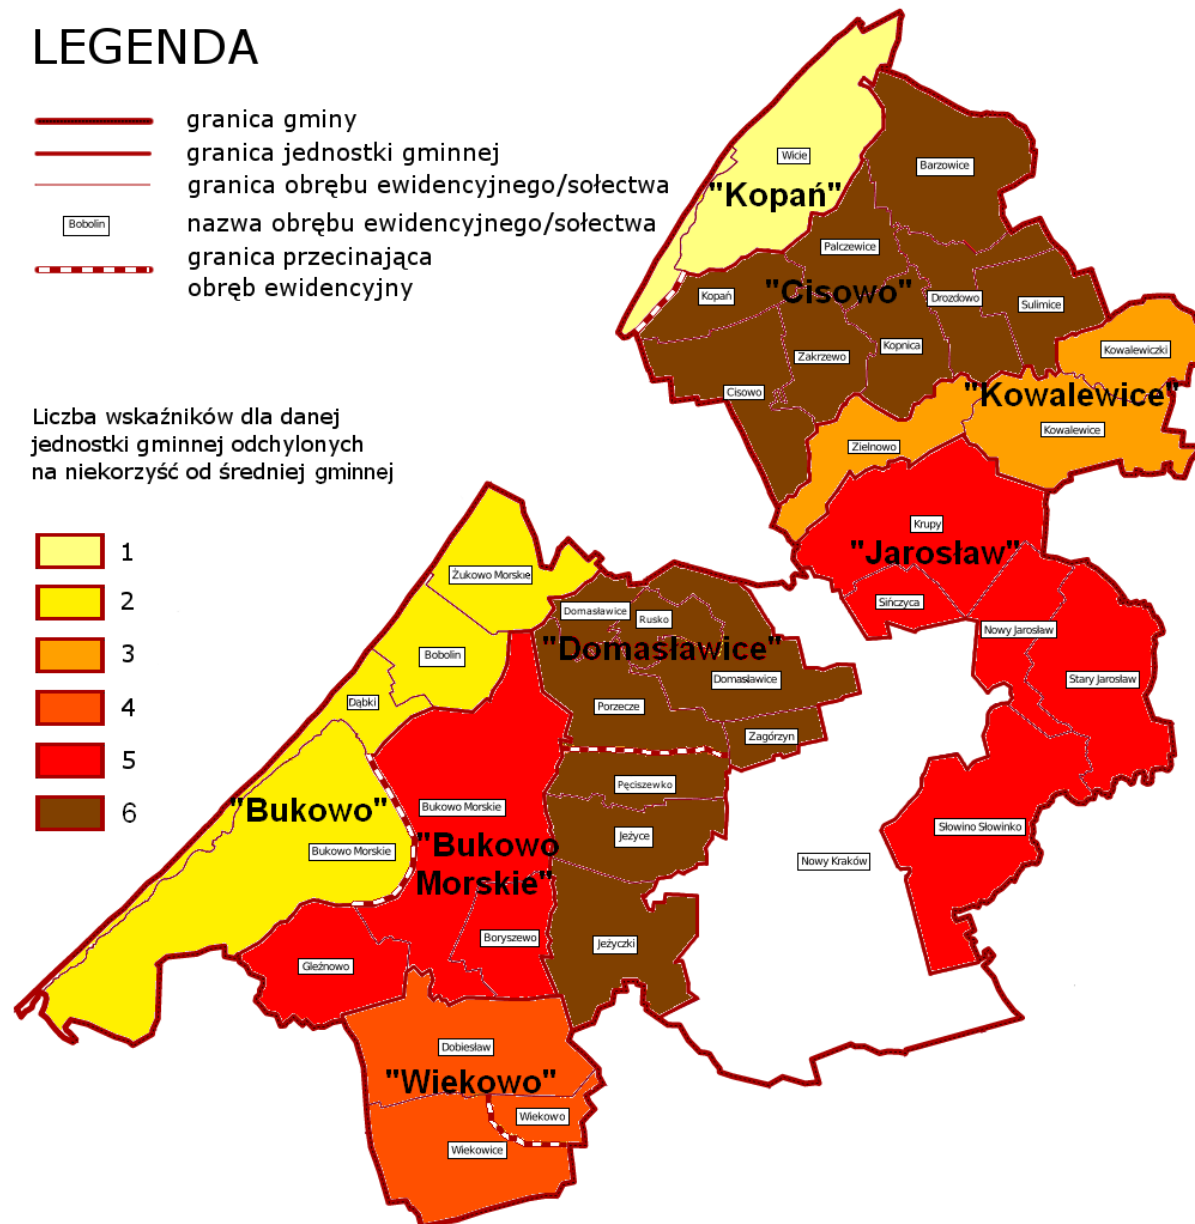 LEGENDA
granica gminy
granica jednostki gminnej
granica obrębu ewidencyjnego/sołectwa
Bobolin
nazwa obrębu ewidencyjnego/sołectwa
granica przecinająca
obręb ewidencyjny
Liczba wskaźników dla danej
jednostki gminnej odchylonych
na niekorzyść od średniej gminnej
1
2
3
4
5
6
Wicie
"Kopań"
Barzowice
Palczewice
Kopań
"Cisowo"
Drozdowo
Sulimice
Zakrzewo
Kopnica
Cisowo
Kowalewiczki
"Kowalewice"
Kowalewice
Zielnowo
Krupy
"Jarosław"
Sińczyca
Nowy Jarosław
Stary Jarosław
Słowino Słowinko
Nowy Kraków
Żukowo Morskie
Bobolin
Dąbki
"Bukowo"
Bukowo Morskie
Domasławice
Rusko
"Domaslawice"
Domasławice
Porzecze
Zagórzyn
Pęciszewko
Jeżyce
Jeżyczki
Bukowo Morskie
"Bukowo
Morskie"
Boryszewo
Gleźnowo
Dobiesław
"Wiekowo"
Wiekowo
Wiekowice